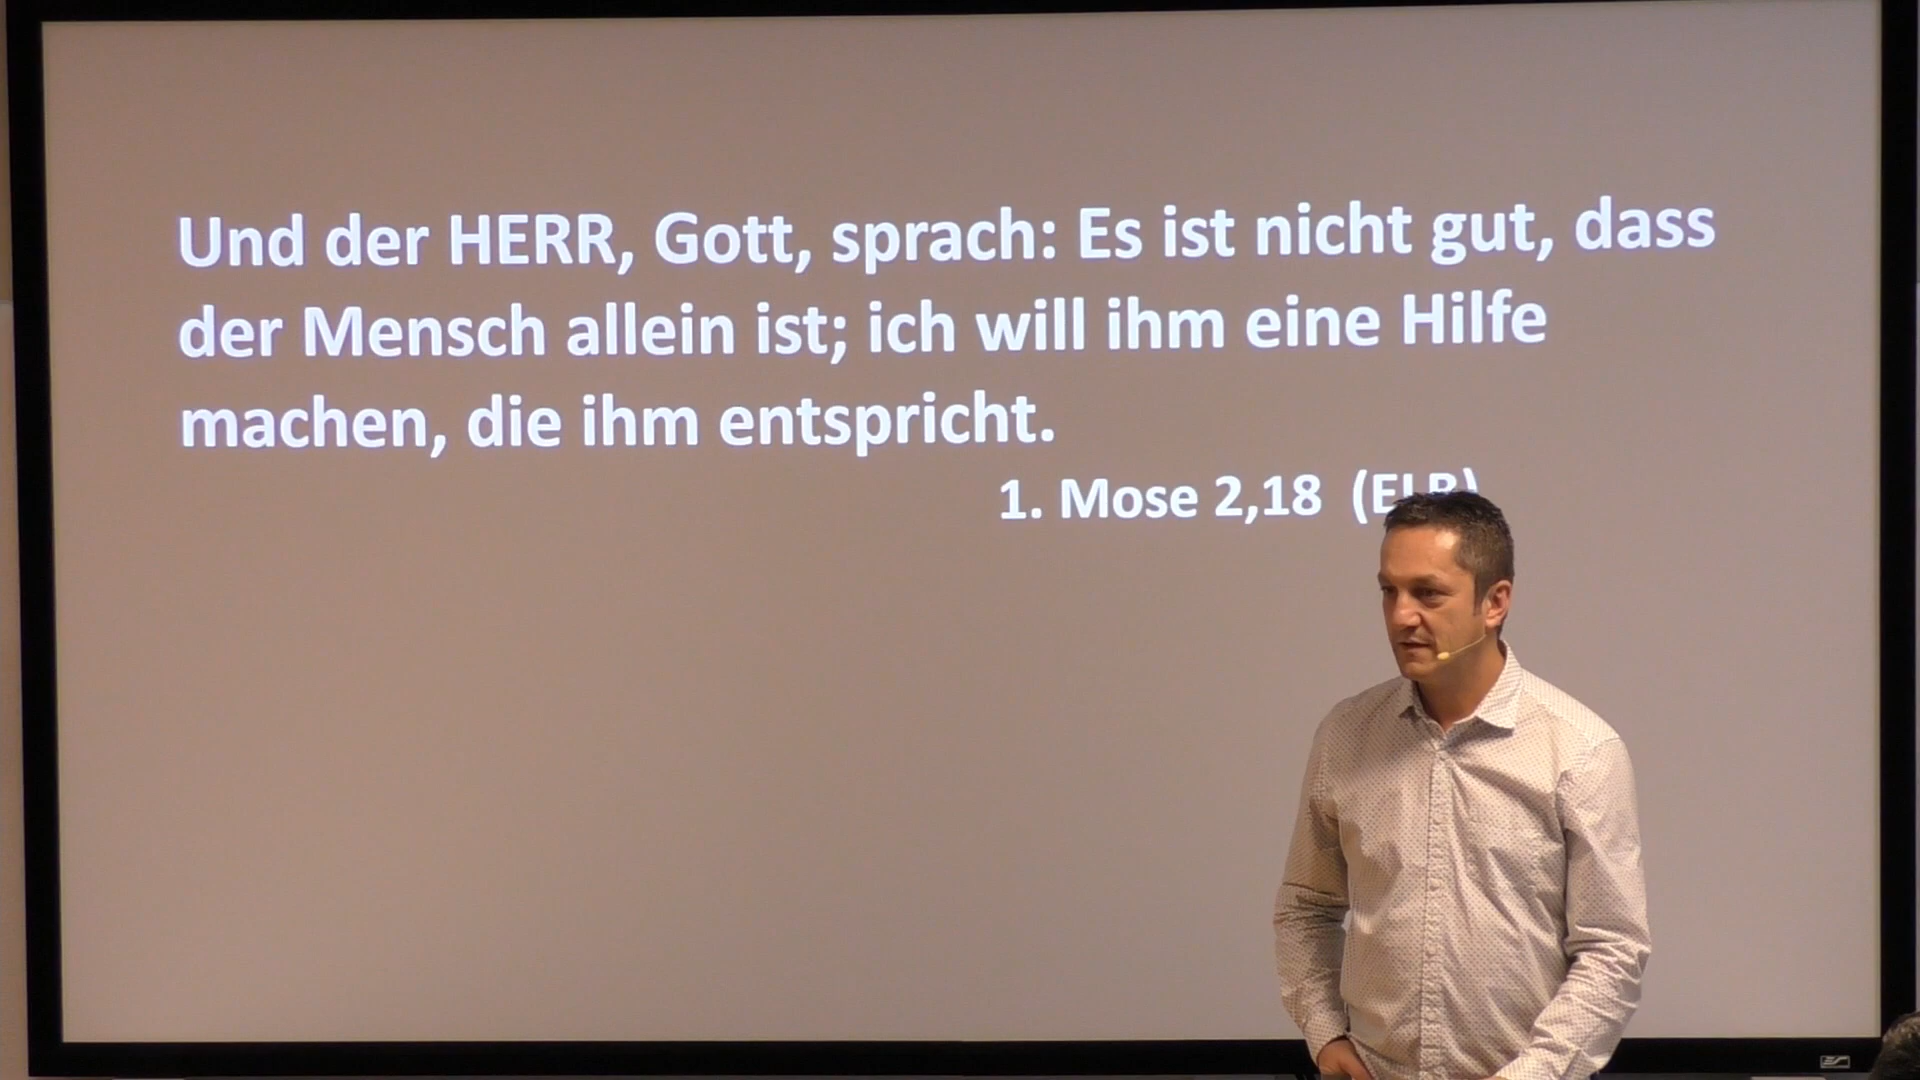 Und der HERR, Gott, sprach: Es ist nicht gut, dass
der Mensch allein ist; ich will ihm eine Hilfe
machen, die ihm entspricht.
1. Mose 2,18 (ELB)